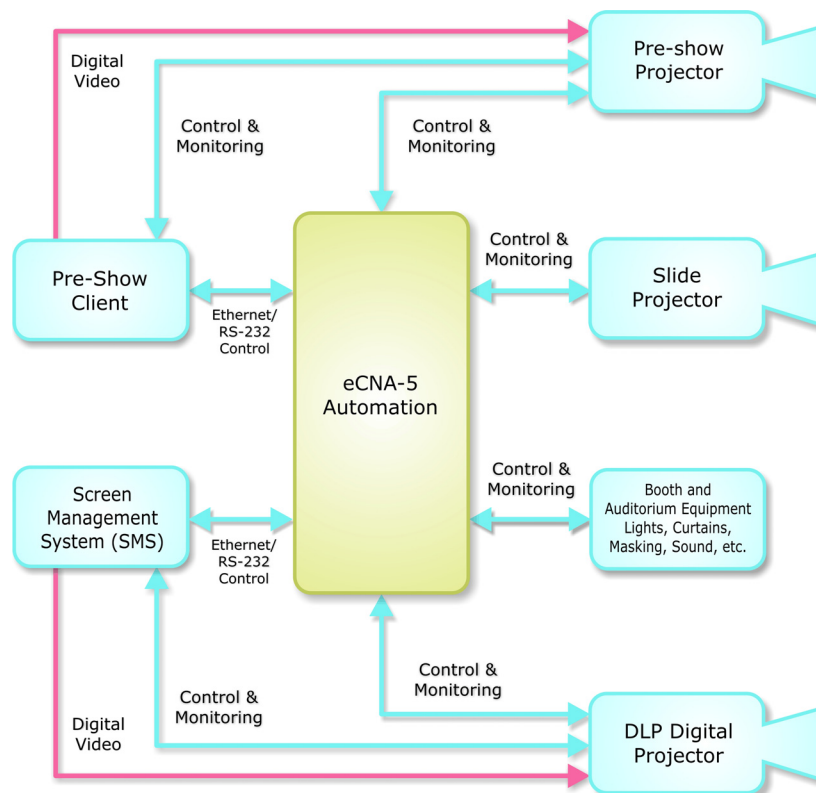 Digital
Video
Pre-show
Projector
Control &
Monitoring
Control &
Monitoring
Pre-Show
Client
Ethernet/
RS-232
Control
Control &
Monitoring
Slide
Projector
eCNA-5
Automation
Screen
Management
System (SMS)
Ethernet/
RS-232
Control
Control &
Monitoring
Booth and
Auditorium Equipment
Lights, Curtains,
Masking, Sound, etc.
Control &
Monitoring
Control &
Monitoring
Digital
Video
DLP Digital
Projector